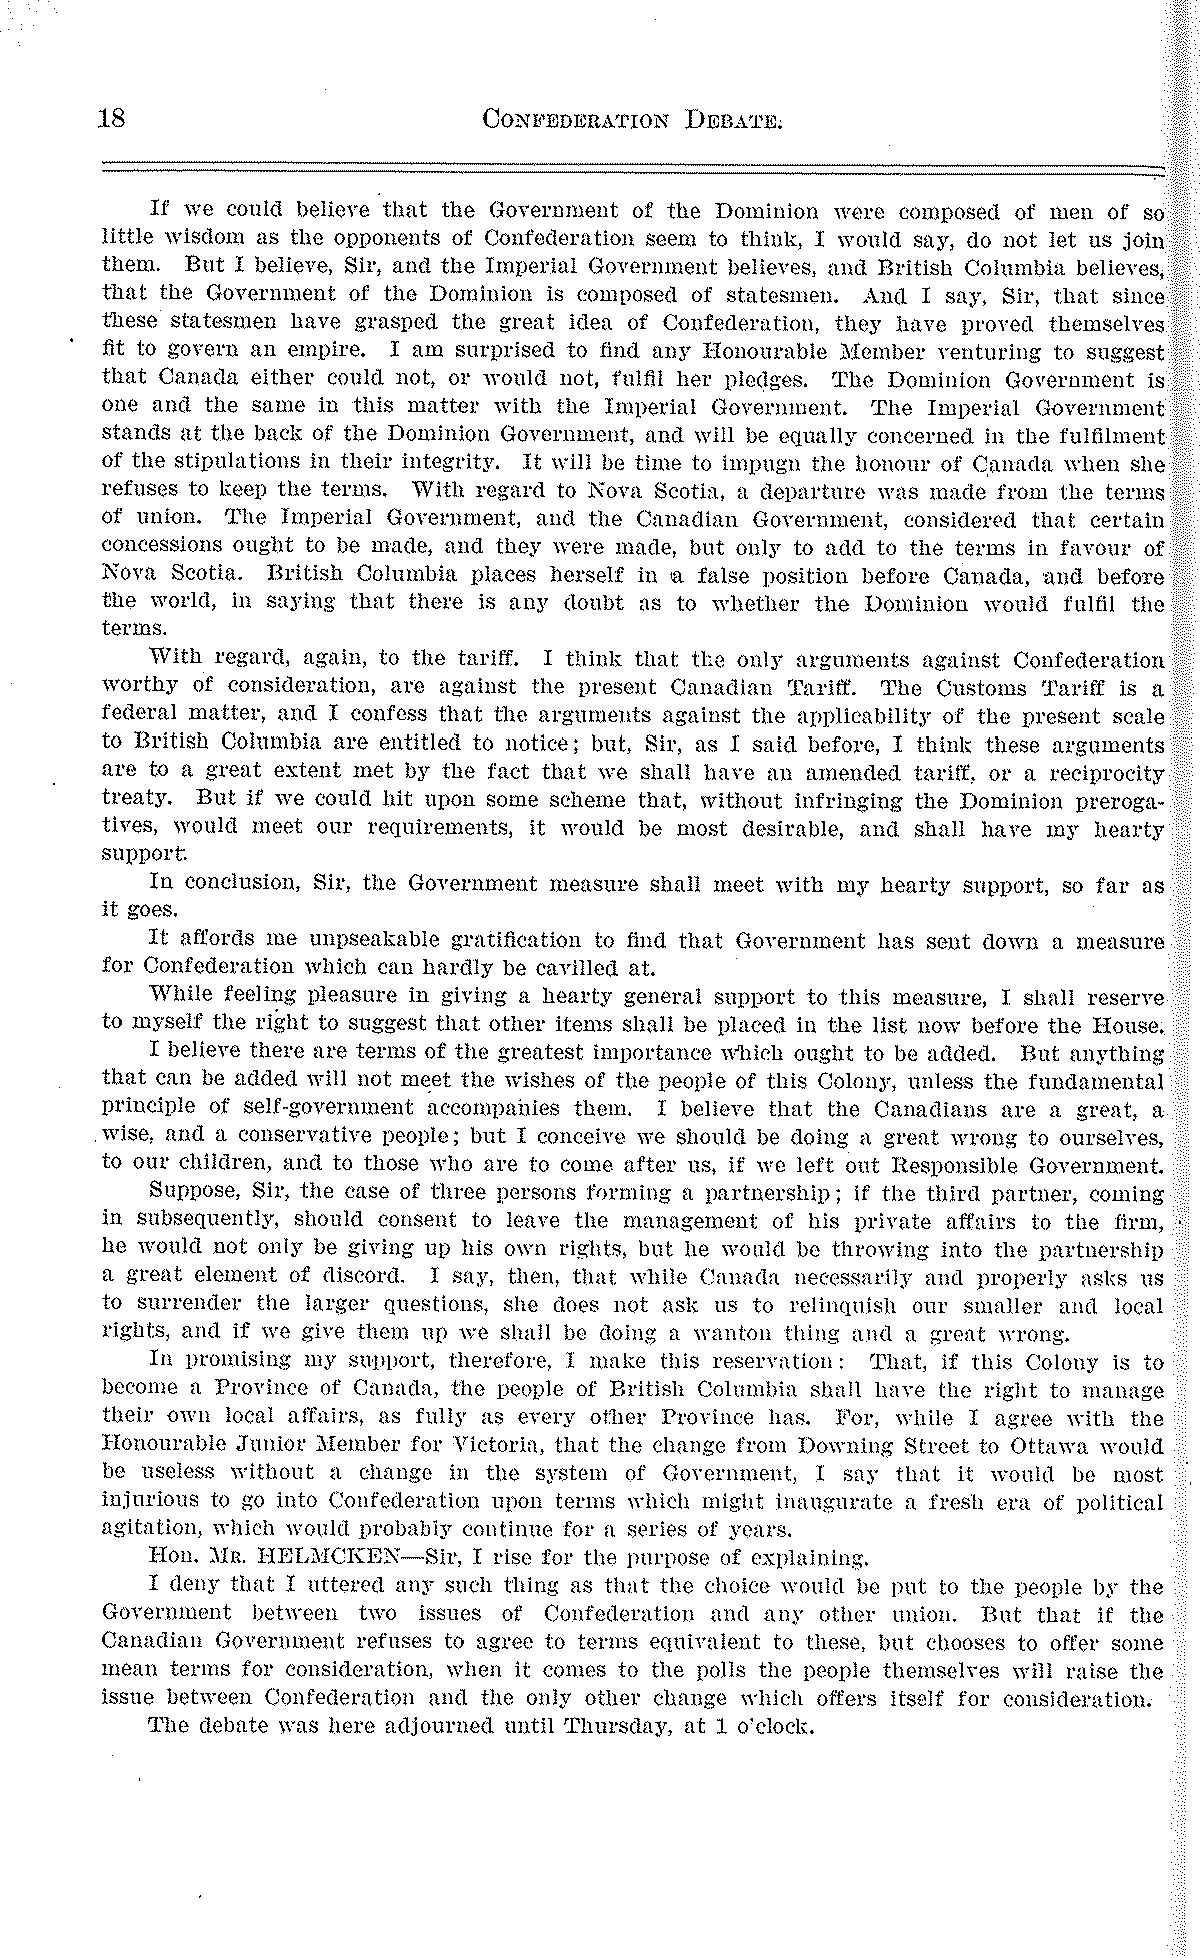 18 CONFEDERATION DEBATE.
If we could believe that the Government of the Dominion were composed of men of so
little wisdom as the opponents of Confederation seem to think, I would say, do not let us join
them. But I believe, Sir, and the Imperial Government believes, and British Columbia believes,
that the Government of the Dominion is composed of statesmen. And I say, Sir, that since
these statesmen have grasped the great idea of Confederation, they have proved themselves
fit to govern an empire. I am surprised to find any Honourable Member venturing to suggest
that Canada either could not, or would not, fulfil her pledges. The Dominion Government is
one and the same in this matter with the Imperial Government. The Imperial Government
stands at the back of the Dominion Government, and will be equally concerned in the fulfilment
of the stipulations in their integrity. It will be time to impugn the honour of Canada when she
refuses to keep the terms. With regard to Nova Scotia, a departure was made from the terms
of union. The Imperial Government, and the Canadian Government, considered that certain
concessions ought to be made, and they were made, but only to add to the terms in favour of
Nova Scotia. British Columbia places herself in a false position before Canada, and before
the world, in saying that there is any doubt as to whether the Dominion would fulfil the
terms.
With regard, again, to the tariff. I think that the only arguments against Confederation
worthy of consideration, are against the present Canadian Tariff. The Customs Tariff is a
federal matter, and I confess that the arguments against the applicability of the present scale
to British Columbia are entitled to notice; but, Sir, as I said before, I think these arguments
are to a great extent met by the fact that we shall have an amended tariff, or a reciprocity
treaty. But if we could hit upon some scheme that, without infringing the Dominion preroga-
tives, would meet our requirements, it would be most desirable, and shall have my hearty
support.
In conclusion, Sir, the Government measure shall meet with my hearty support, so far as
it goes.
It affords me unpseakable gratification to find that Government has sent down a measure
for Confederation which can hardly be cavilled at.
While feeling pleasure in giving a hearty general support to this measure, I shall reserve
to myself the right to suggest that other items shall be placed in the list now before the House.
I believe there are terms of the greatest importance which ought to be added. But anything
that can be added will not meet the wishes of the people of this Colony, unless the fundamental
principle of self-government accompanies them. I believe that the Canadians are a great, a
wise, and a conservative people; but I conceive we should be doing a great wrong to ourselves,
to our children, and to those who are to come after us, if we left out Responsible Government.
Suppose, Sir, the case of three persons forming a partnership; if the third partner, coming
in subsequently, should consent to leave the management of his private affairs to the firm,
he would not only be giving up his own rights, but he would be throwing into the partnership
a great element of discord. I say, then, that while Canada necessarily and properly asks us
to surrender the larger questions, she does not ask us to relinquish our smaller and local
rights, and if we give them up we shall be doing a wanton thing and a great wrong.
In promising my support, therefore, I make this reservation: That, if this Colony is to
become a Province of Canada, the people of British Columbia shall have the right to manage
their own local affairs, as fully as every other Province has. For, while I agree with the
Honourable Junior Member for Victoria, that the change from Downing Street to Ottawa would
be useless without a change in the system of Government, I say that it would be most
injurious to go into Confederation upon terms which might inaugurate a fresh era of political
agitation, which would probably continue for a series of years.
Hon. MR. HELMCKEN—Sir, I rise for the purpose of explaining.
I deny that I uttered any such thing as that the choice would be put to the people by the
Government between two issues of Confederation and any other union. But that if the
Canadian Government refuses to agree to terms equivalent to these, but chooses to offer some
mean terms for consideration, when it comes to the polls the people themselves will raise the
issue between Confederation and the only other change which offers itself for consideration.
The debate was here adjourned until Thursday, at 1 o'clock.